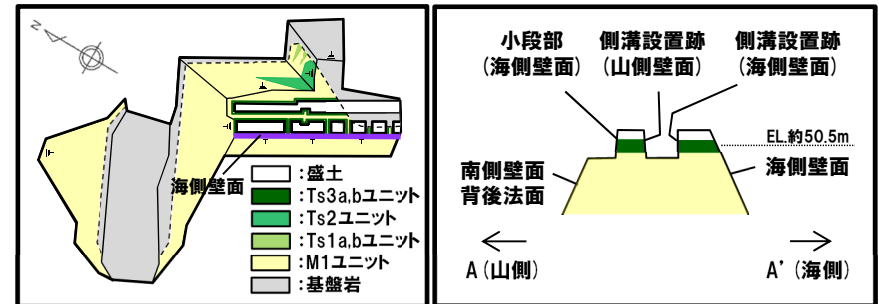 N
海側壁面
:盛土
:Ts3a,bユニット
:Ts2ユニット
:Ts1a,bユニット
:M1ユニット
:基盤岩
小段部
(海側壁面)
側溝設置跡
(山側壁面)
側溝設置跡
(海側壁面)
EL.約50.5m
南側壁面
背後法面
海側壁面
A (山側)
A' (海側)